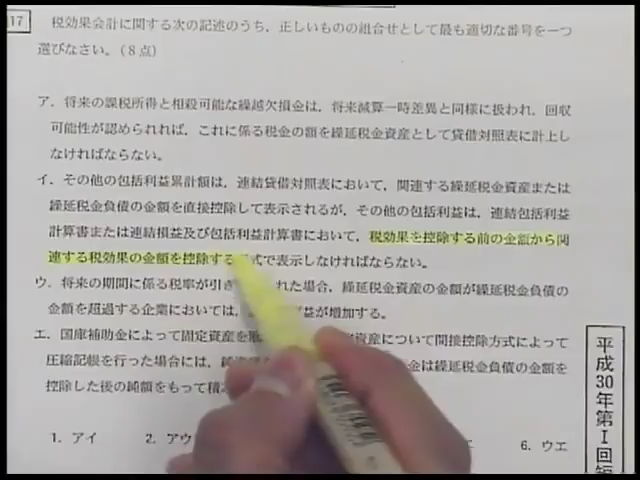 17 税効果会計に関する次の記述のうち、正しいものの組合せとして最も適切な番号を一つ
選びなさい。(8点)
ア．将来の課税所得と相殺可能な繰越欠損金は、将来減算一時差異と同様に扱われ、回収
可能性が認められれば、これに係る税金の額を繰延税金資産として貸借対照表に計上し
なければならない。
イ．その他の包括利益累計額は、連結貸借対照表において、関連する繰延税金資産または
繰延税金負債の金額を直接控除して表示されるが、その他の包括利益は、連結包括利益
計算書または連結損益及び包括利益計算書において、税効果を控除する前の金額から関
連する税効果の金額を控除する 式で表示しなければならない。
ウ．将来の期間に係る税率が引き れた場合、繰延税金資産の金額が繰延税金負債の
金額を超過する企業においては、 益が増加する。
エ．国庫補助金によって固定資産を 資産について間接控除方式によって
圧縮記帳を行った場合には、 金は繰延税金負債の金額を
控除した後の純額をもって積
1．アイ 2．アウ 6．ウエ
平成30年第Ⅰ回短